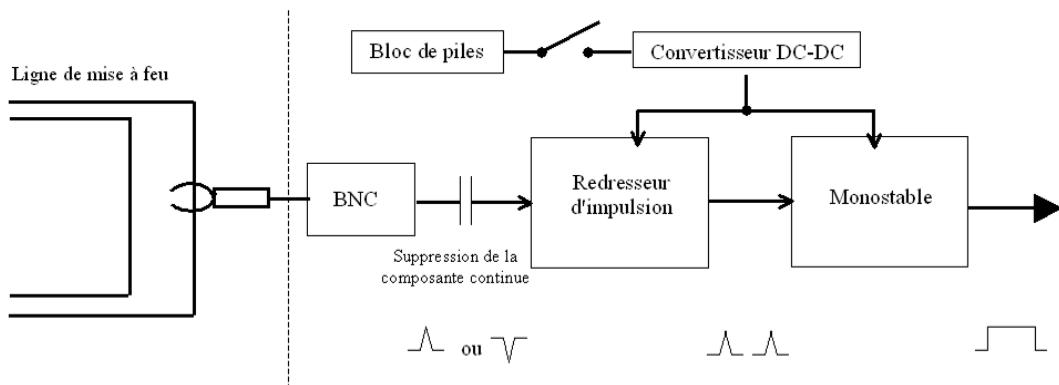 Bloc de piles
Convertisseur DC-DC
Ligne de mise à feu
BNC
Redresseur
d'impulsion
Monostable
Suppression de la
composante continue
ou